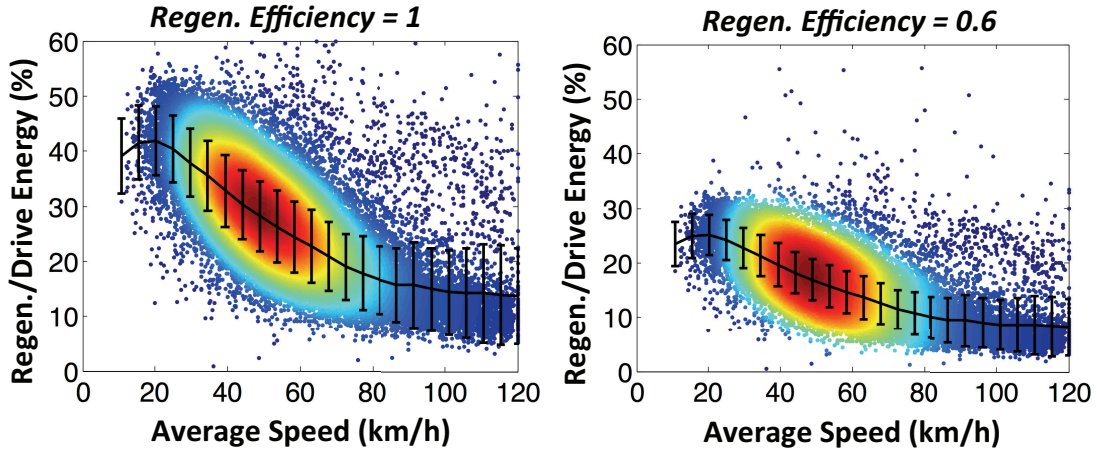 Regen. Efficiency = 1
Regen./Drive Energy (%)
60
50
40
30
20
10
0
0 20 40 60 80 100 120
Average Speed (km/h)
Regen. Efficiency = 0.6
Regen./Drive Energy (%)
60
50
40
30
20
10
0
0 20 40 60 80 100 120
Average Speed (km/h)